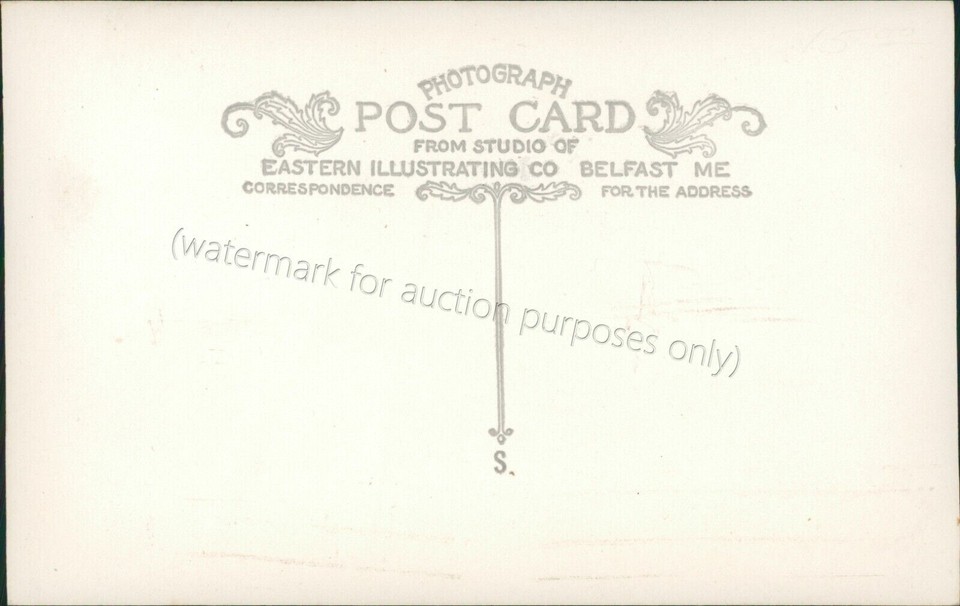 PHOTOGRAPH
POST CARD
FROM STUDIO OF
EASTERN ILLUSTRATING CO BELFAST ME
CORRESPONDENCE FOR THE ADDRESS
(watermark for auction purposes only)
S.